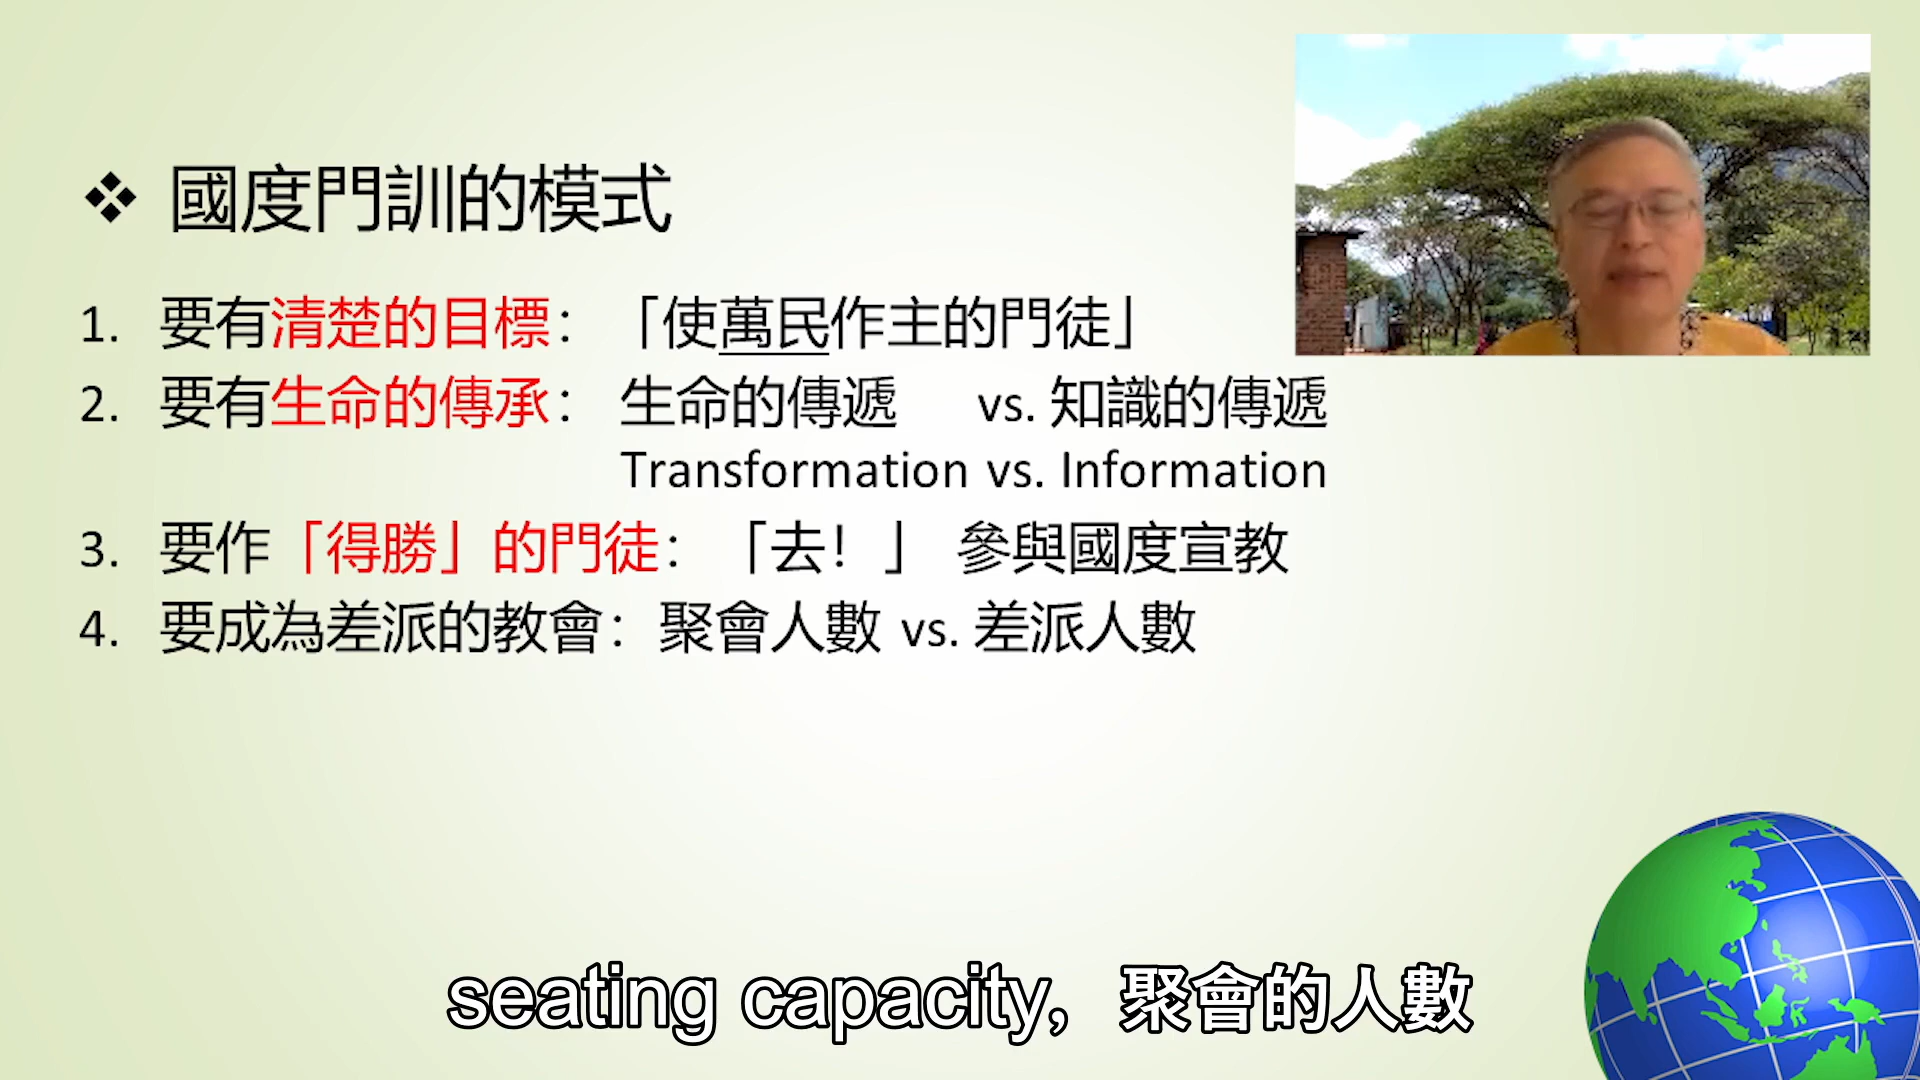 ❖ 國度門訓的模式
1. 要有清楚的目標：「使萬民作主的門徒」
2. 要有生命的傳承： 生命的傳遞 vs. 知識的傳遞
Transformation vs. Information
3. 要作「得勝」的門徒：「去！」 參與國度宣教
4. 要成為差派的教會：聚會人數 vs. 差派人數
seating capacity，聚會的人數